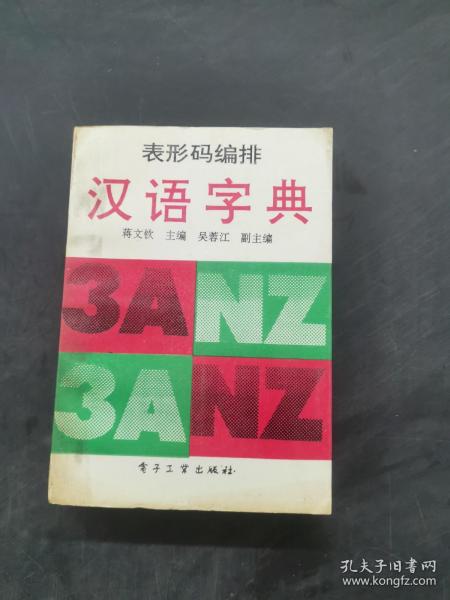 表形码编排
汉语字典
蒋文钦 主编 吴蓉江 副主编
3ANZ
3ANZ
电子工业出版社
孔夫子旧书网
www.kongfz.com